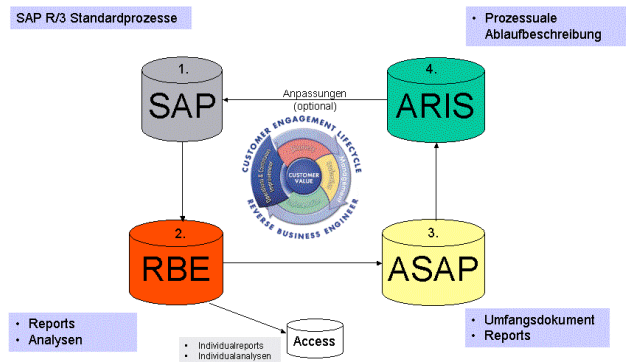 SAP R/3 Standardprozesse
• Prozessuale
Ablaufbeschreibung
1.
SAP
Anpassungen
(optional)
4.
ARIS
CUSTOMER ENGAGEMENT LIFECYCLE
CUSTOMER
VALUE
Management
REVERSE BUSINESS ENGINEER
2.
RBE
3.
ASAP
• Reports
• Analysen
Access
• Individualreports
• Individualanalysen
• Umfangsdokument
• Reports